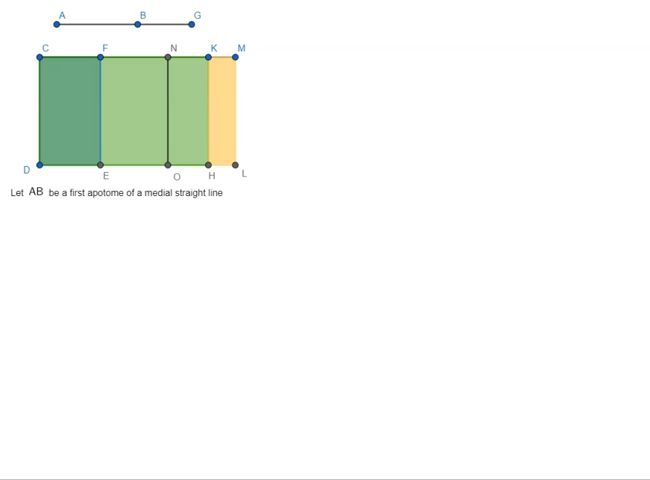 A B G
C F N K M
D E O H L
Let AB be a first apotome of a medial straight line